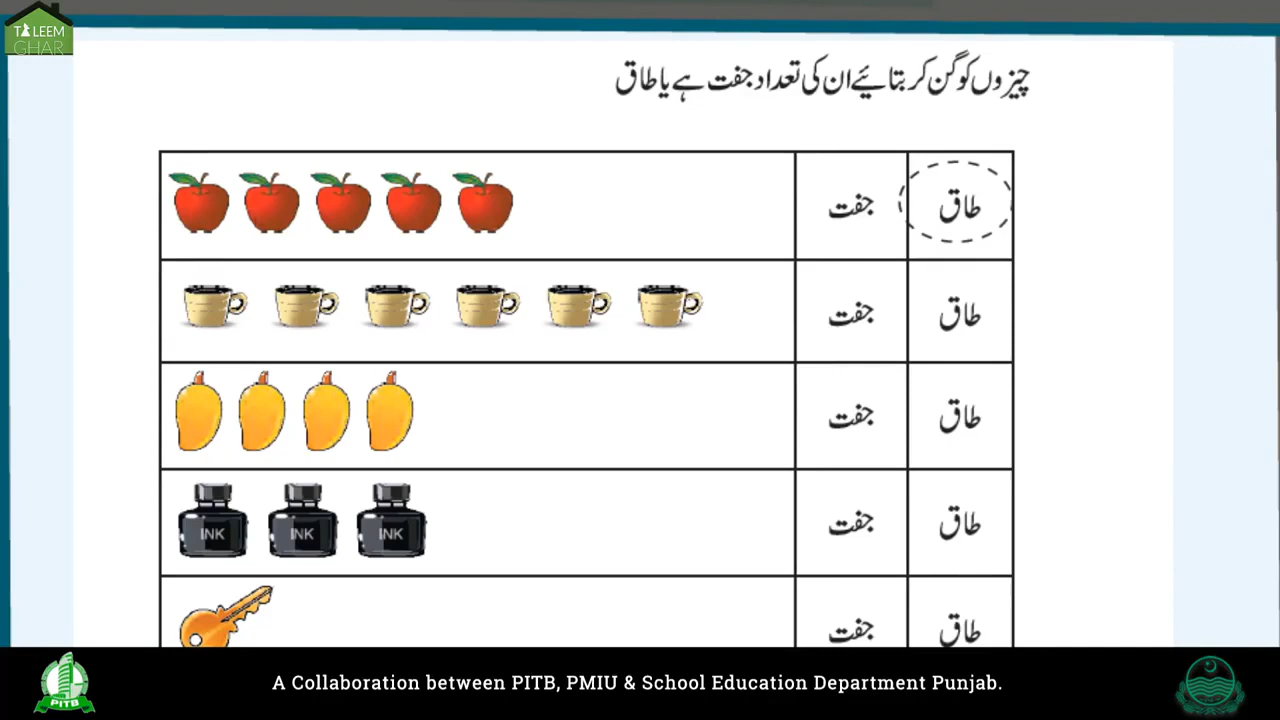 TALEEM
GHAR
چیزوں کو گن کر بتائیے ان کی تعداد جفت ہے یا طاق
طاق جفت
طاق جفت
طاق جفت
طاق جفت
INK INK INK
طاق جفت
PITB
A Collaboration between PITB, PMIU & School Education Department Punjab.